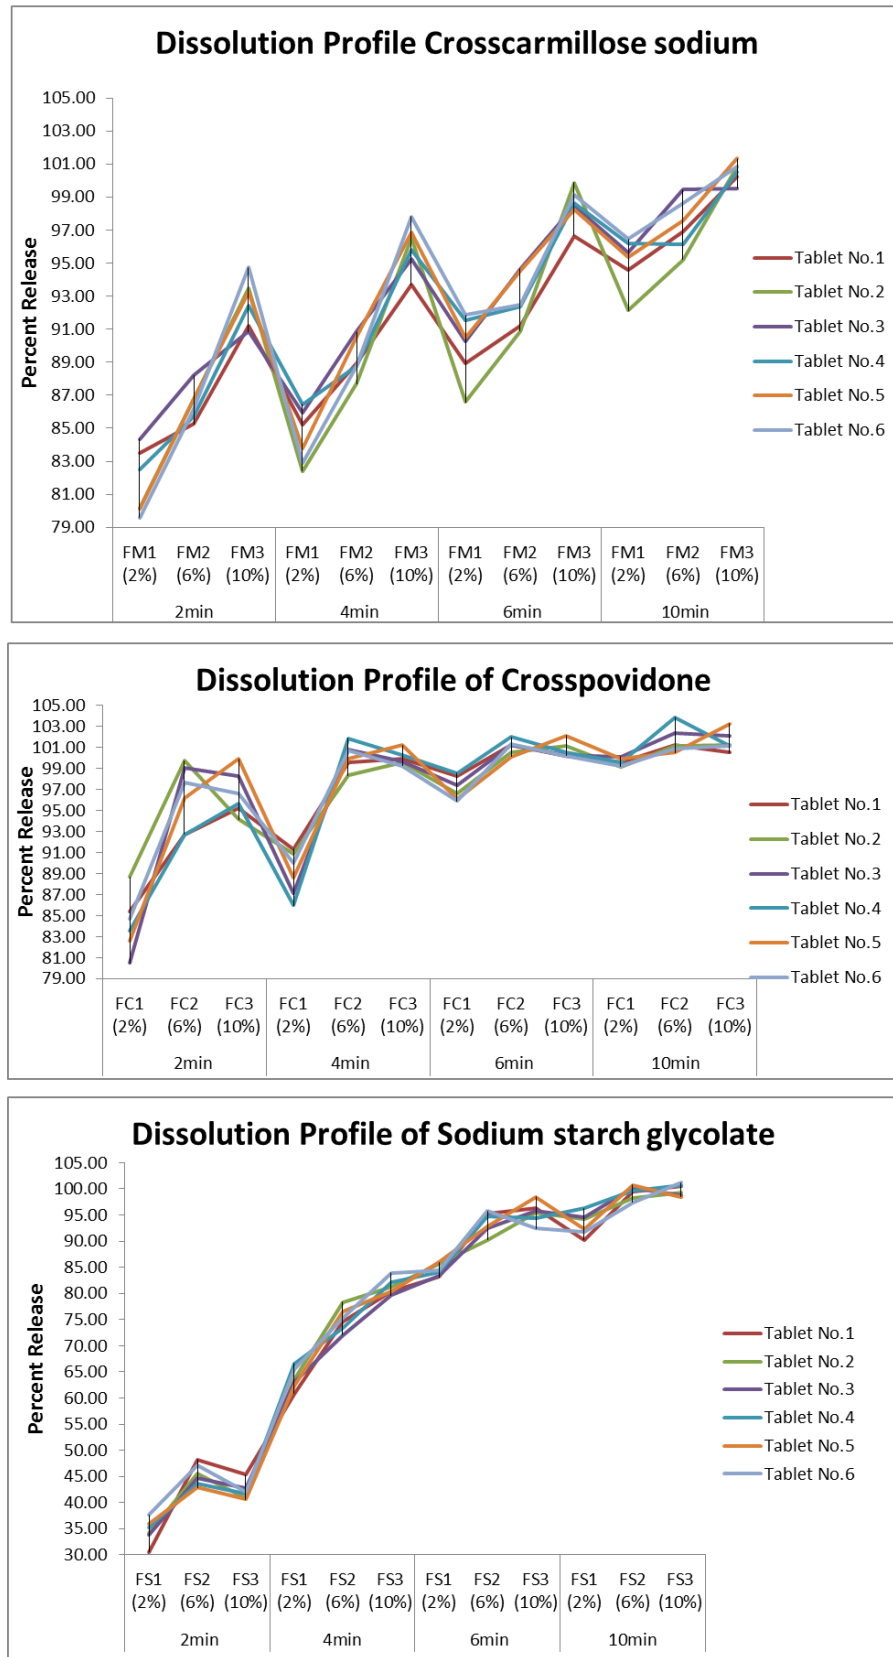 Dissolution Profile Crosscarmillose sodium
Percent Release
105.00
103.00
101.00
99.00
97.00
95.00
93.00
91.00
89.00
87.00
85.00
83.00
81.00
79.00
Tablet No.1
Tablet No.2
Tablet No.3
Tablet No.4
Tablet No.5
Tablet No.6
FM1 FM2 FM3 FM1 FM2 FM3 FM1 FM2 FM3 FM1 FM2 FM3
(2%) (6%) (10%) (2%) (6%) (10%) (2%) (6%) (10%) (2%) (6%) (10%)
2min 4min 6min 10min
Dissolution Profile of Crosspovidone
Percent Release
105.00
103.00
101.00
99.00
97.00
95.00
93.00
91.00
89.00
87.00
85.00
83.00
81.00
79.00
Tablet No.1
Tablet No.2
Tablet No.3
Tablet No.4
Tablet No.5
Tablet No.6
FC1 FC2 FC3 FC1 FC2 FC3 FC1 FC2 FC3 FC1 FC2 FC3
(2%) (6%) (10%) (2%) (6%) (10%) (2%) (6%) (10%) (2%) (6%) (10%)
2min 4min 6min 10min
Dissolution Profile of Sodium starch glycolate
Percent Release
105.00
100.00
95.00
90.00
85.00
80.00
75.00
70.00
65.00
60.00
55.00
50.00
45.00
40.00
35.00
30.00
Tablet No.1
Tablet No.2
Tablet No.3
Tablet No.4
Tablet No.5
Tablet No.6
FS1 FS2 FS3 FS1 FS2 FS3 FS1 FS2 FS3 FS1 FS2 FS3
(2%) (6%) (10%) (2%) (6%) (10%) (2%) (6%) (10%) (2%) (6%) (10%)
2min 4min 6min 10min